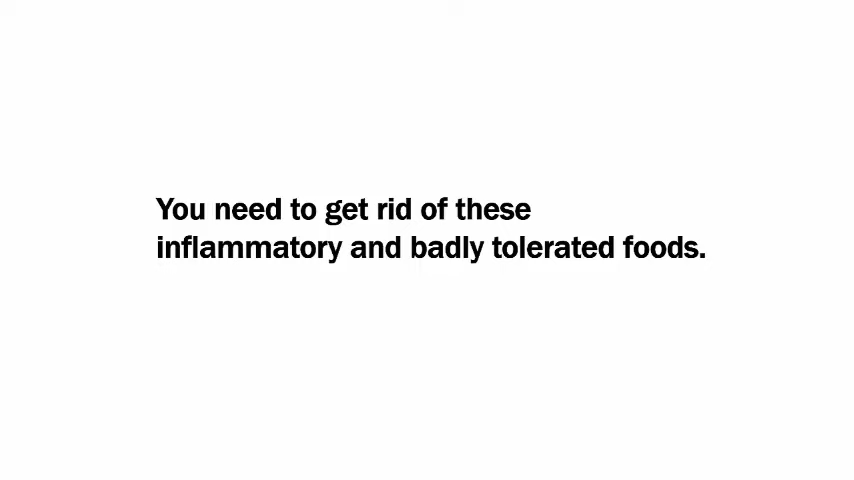 You need to get rid of these
inflammatory and badly tolerated foods.